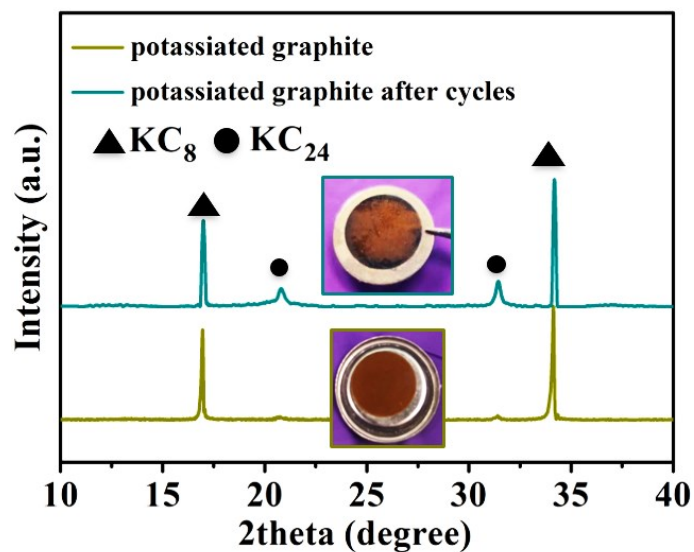 potassiated graphite
potassiated graphite after cycles
KC₈ KC₂₄
Intensity (a.u.)
10 15 20 25 30 35 40
2theta (degree)